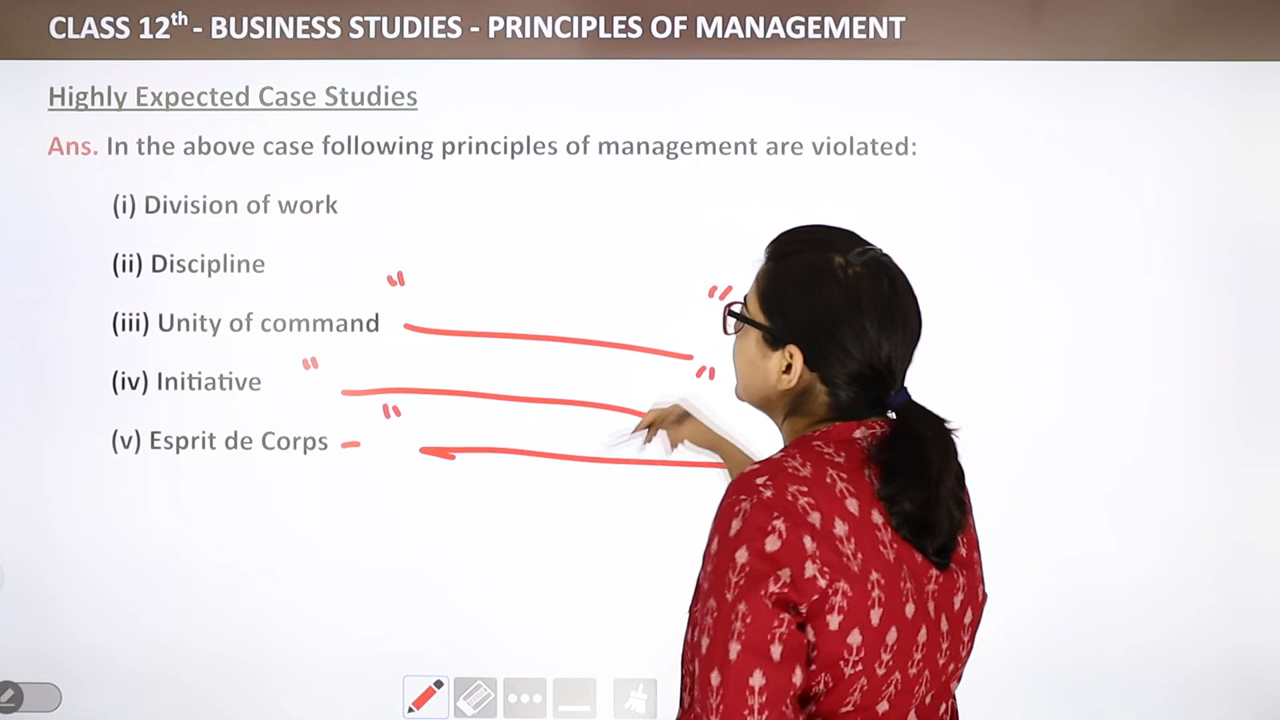 CLASS 12th - BUSINESS STUDIES - PRINCIPLES OF MANAGEMENT
Highly Expected Case Studies
Ans. In the above case following principles of management are violated:
(i) Division of work
(ii) Discipline
(iii) Unity of command
(iv) Initiative
(v) Esprit de Corps